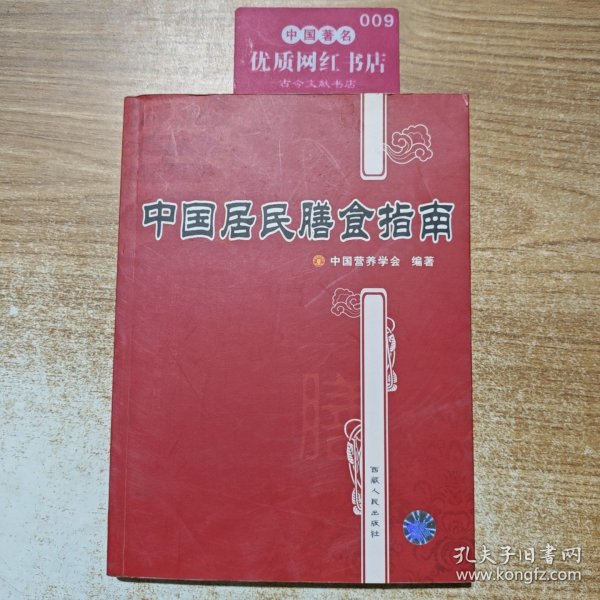 009
中国著名
优质网红书店
古今文献书店
中国居民膳食指南
中国营养学会 编著
膳
西藏人民出版社
孔夫子旧书网
www.kongfz.com